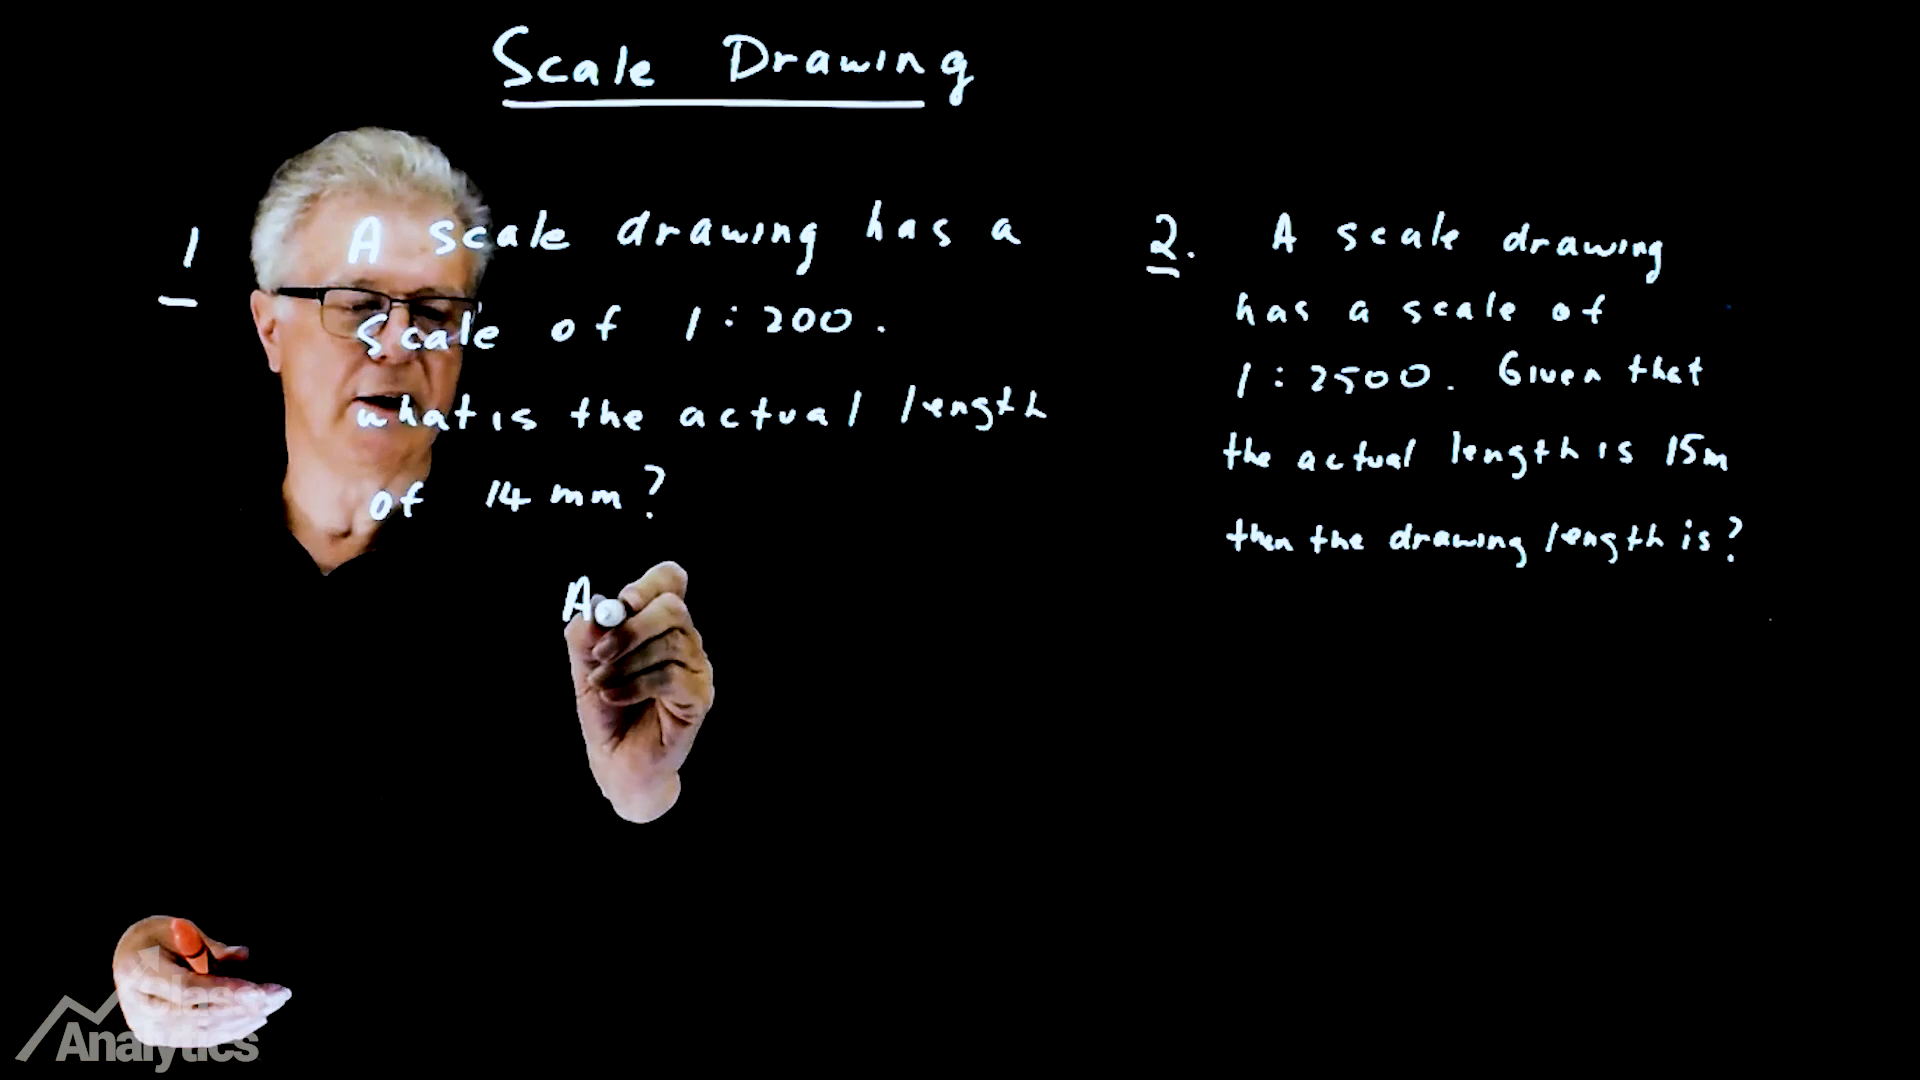 Scale Drawing
1 A scale drawing has a
scale of 1 : 200 .
what is the actual length
of 14 mm ?
A
2. A scale drawing
has a scale of
1 : 2500 . Given that
the actual length is 15m
then the drawing length is ?
Class
Analytics